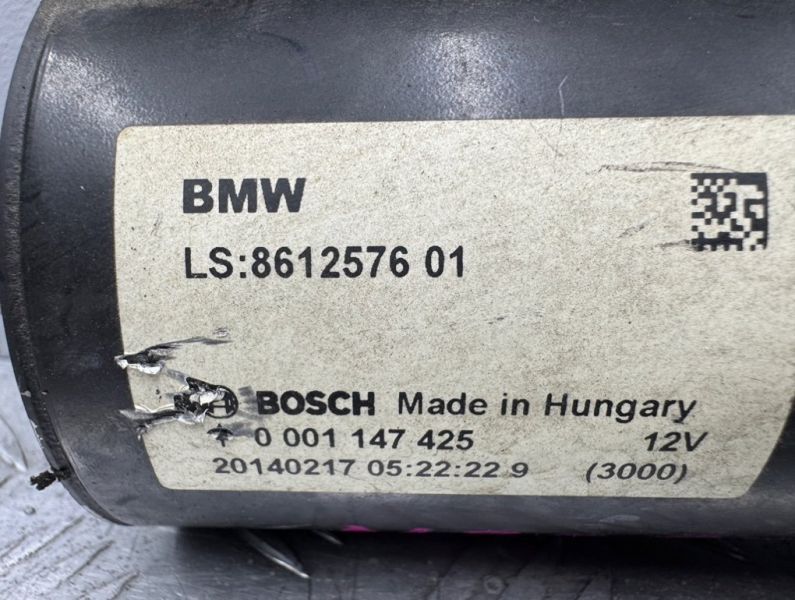 BMW
LS:8612576 01
BOSCH Made in Hungary
0 001 147 425 12V
20140217 05:22:22 9 (3000)